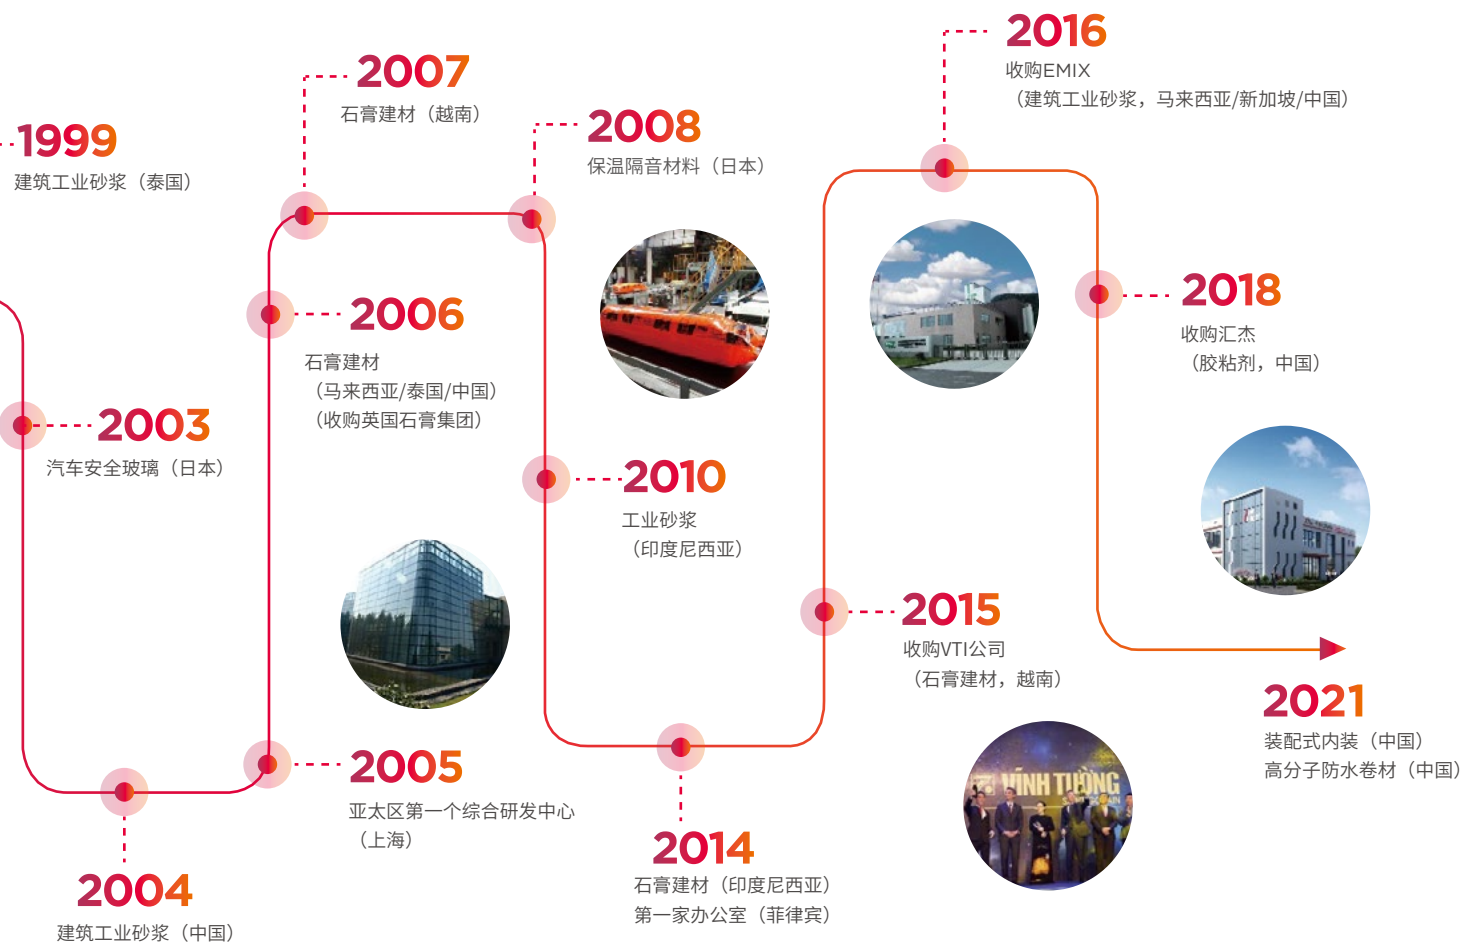 1999
建筑工业砂浆（泰国）
2003
汽车安全玻璃（日本）
2004
建筑工业砂浆（中国）
2005
亚太区第一个综合研发中心
（上海）
2006
石膏建材
（马来西亚/泰国/中国）
（收购英国石膏集团）
2007
石膏建材（越南）
2008
保温隔音材料（日本）
2010
工业砂浆
（印度尼西亚）
2014
石膏建材（印度尼西亚）
第一家办公室（菲律宾）
2015
收购VTI公司
（石膏建材，越南）
VĨNH TƯỜNG
2016
收购EMIX
（建筑工业砂浆，马来西亚/新加坡/中国）
2018
收购汇杰
（胶粘剂，中国）
2021
装配式内装（中国）
高分子防水卷材（中国）